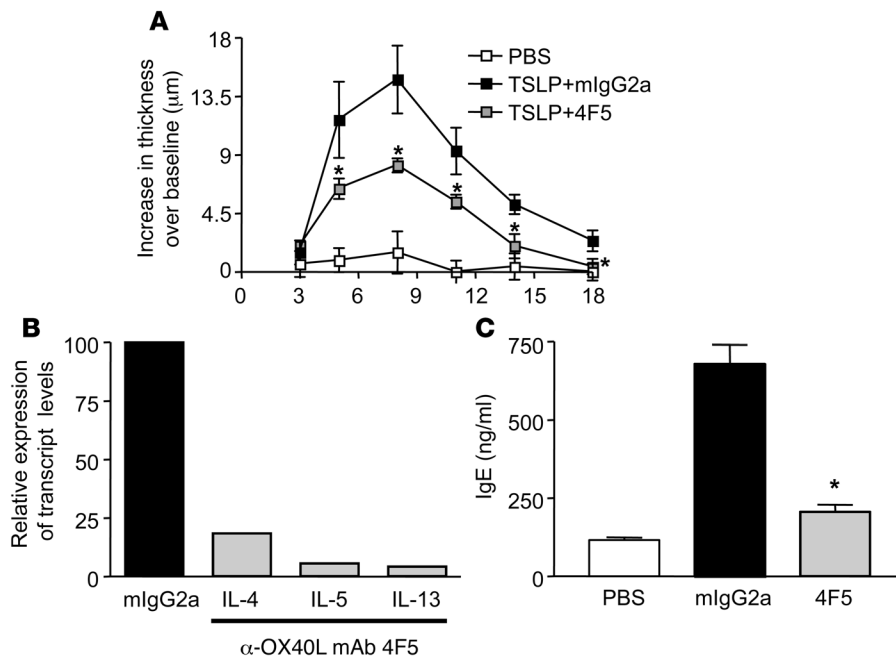 A
Increase in thickness
over baseline (μm)
18
13.5
9
4.5
0
PBS
TSLP+mIgG2a
TSLP+4F5
* * * * *
0 3 6 9 12 15 18
B
Relative expression
of transcript levels
100
75
50
25
0
mIgG2a IL-4 IL-5 IL-13
α-OX40L mAb 4F5
C
IgE (ng/ml)
750
500
250
0
*
PBS mIgG2a 4F5